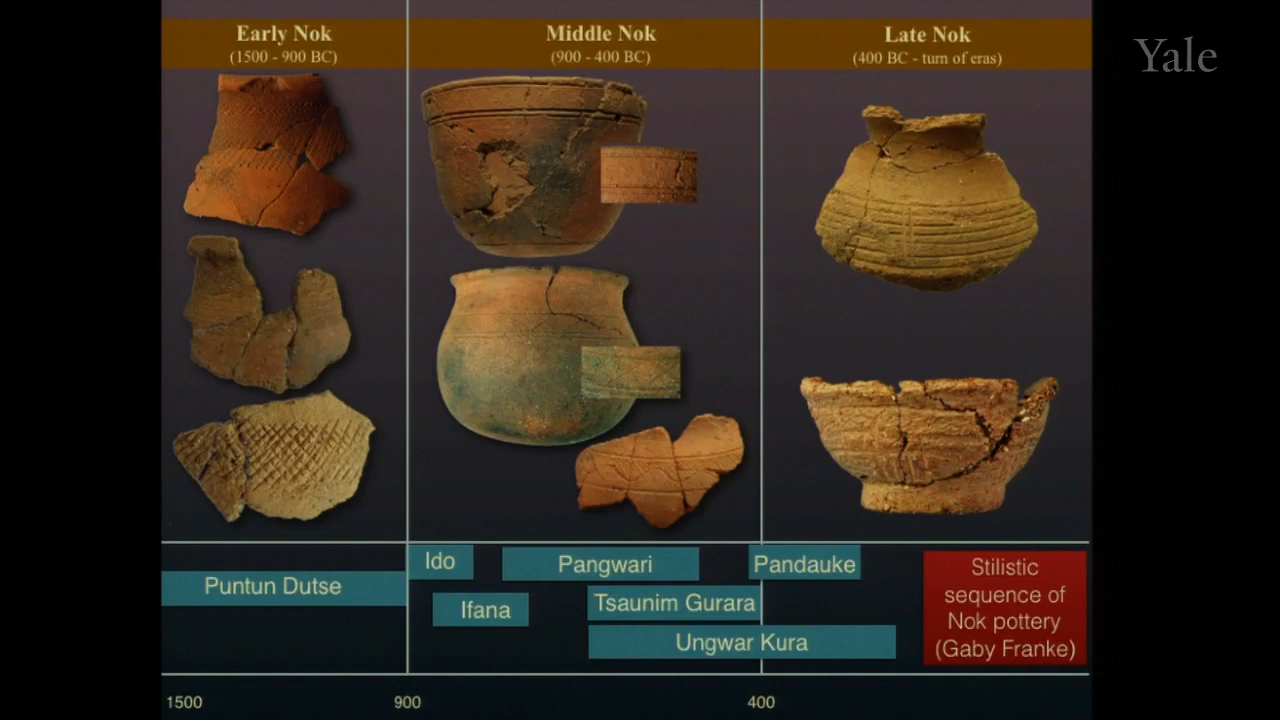 Early Nok
(1500 - 900 BC)
Middle Nok
(900 - 400 BC)
Late Nok
(400 BC - turn of eras)
Yale
Ido
Pangwari
Pandauke
Puntun Dutse
Ifana
Tsaunim Gurara
Ungwar Kura
Stilistic
sequence of
Nok pottery
(Gaby Franke)
1500
900
400